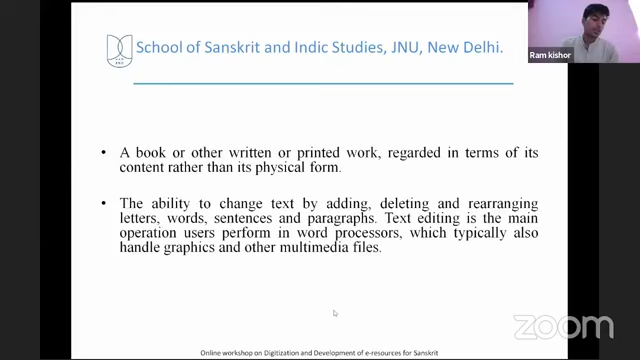 School of Sanskrit and Indic Studies, JNU, New Delhi.
Ram kishor
• A book or other written or printed work, regarded in terms of its
content rather than its physical form.
• The ability to change text by adding, deleting and rearranging
letters, words, sentences and paragraphs. Text editing is the main
operation users perform in word processors, which typically also
handle graphics and other multimedia files.
zoom
Online workshop on Digitization and Development of e-resources for Sanskrit